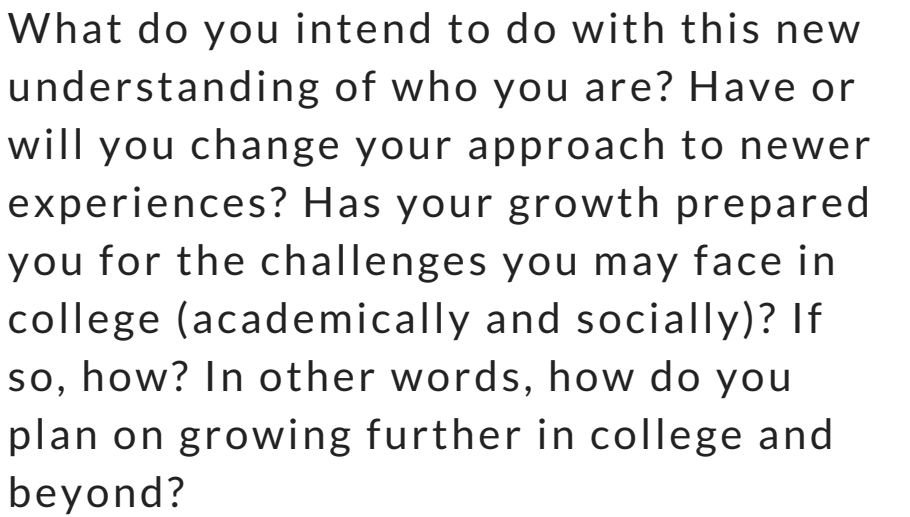 What do you intend to do with this new
understanding of who you are? Have or
will you change your approach to newer
experiences? Has your growth prepared
you for the challenges you may face in
college (academically and socially)? If
so, how? In other words, how do you
plan on growing further in college and
beyond?